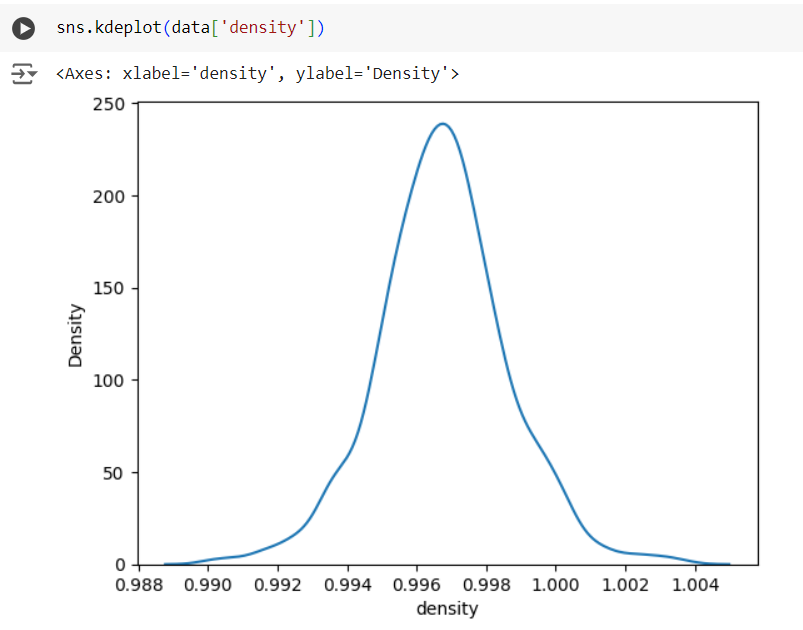 sns.kdeplot(data['density'])
<Axes: xlabel='density', ylabel='Density'>
250
200
150
100
50
0
Density
0.988 0.990 0.992 0.994 0.996 0.998 1.000 1.002 1.004
density